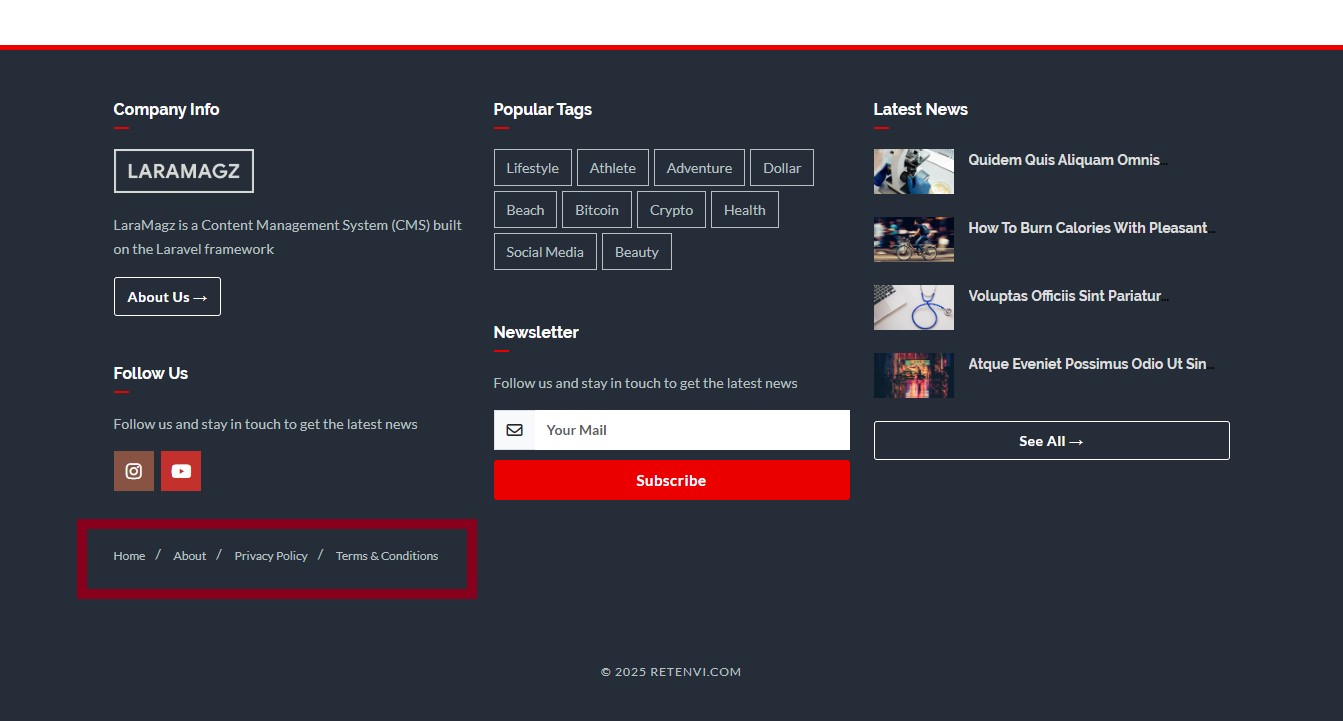 Company Info
LARAMAGZ
LaraMagz is a Content Management System (CMS) built
on the Laravel framework
About Us →
Follow Us
Follow us and stay in touch to get the latest news
Home / About / Privacy Policy / Terms & Conditions
Popular Tags
Lifestyle Athlete Adventure Dollar
Beach Bitcoin Crypto Health
Social Media Beauty
Newsletter
Follow us and stay in touch to get the latest news
Your Mail
Subscribe
Latest News
Quidem Quis Aliquam Omnis...
How To Burn Calories With Pleasant...
Voluptas Officiis Sint Pariatur...
Atque Eveniet Possimus Odio Ut Sin...
See All →
© 2025 RETENVI.COM